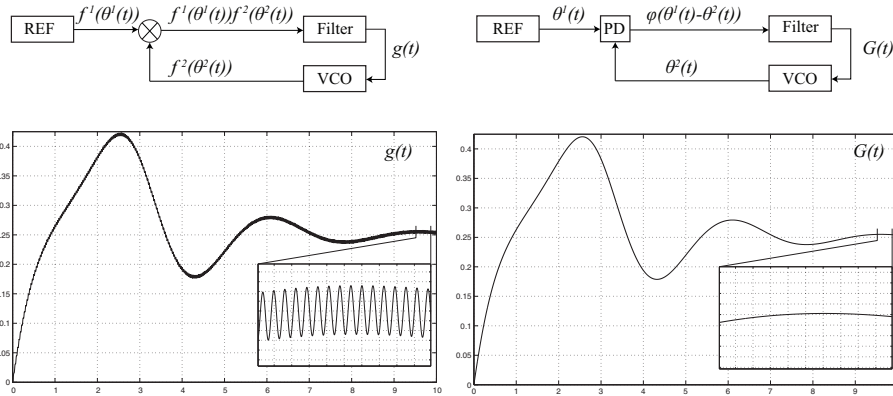 f¹(θ¹(t)) f¹(θ¹(t))f²(θ²(t))
REF Filter
g(t)
f²(θ²(t))
VCO
θ¹(t) φ(θ¹(t)-θ²(t))
REF PD Filter
G(t)
θ²(t)
VCO
g(t)
0.4
0.35
0.3
0.25
0.2
0.15
0.1
0.05
0
0 1 2 3 4 5 6 7 8 9 10
G(t)
0.4
0.35
0.3
0.25
0.2
0.15
0.1
0.05
0
0 1 2 3 4 5 6 7 8 9